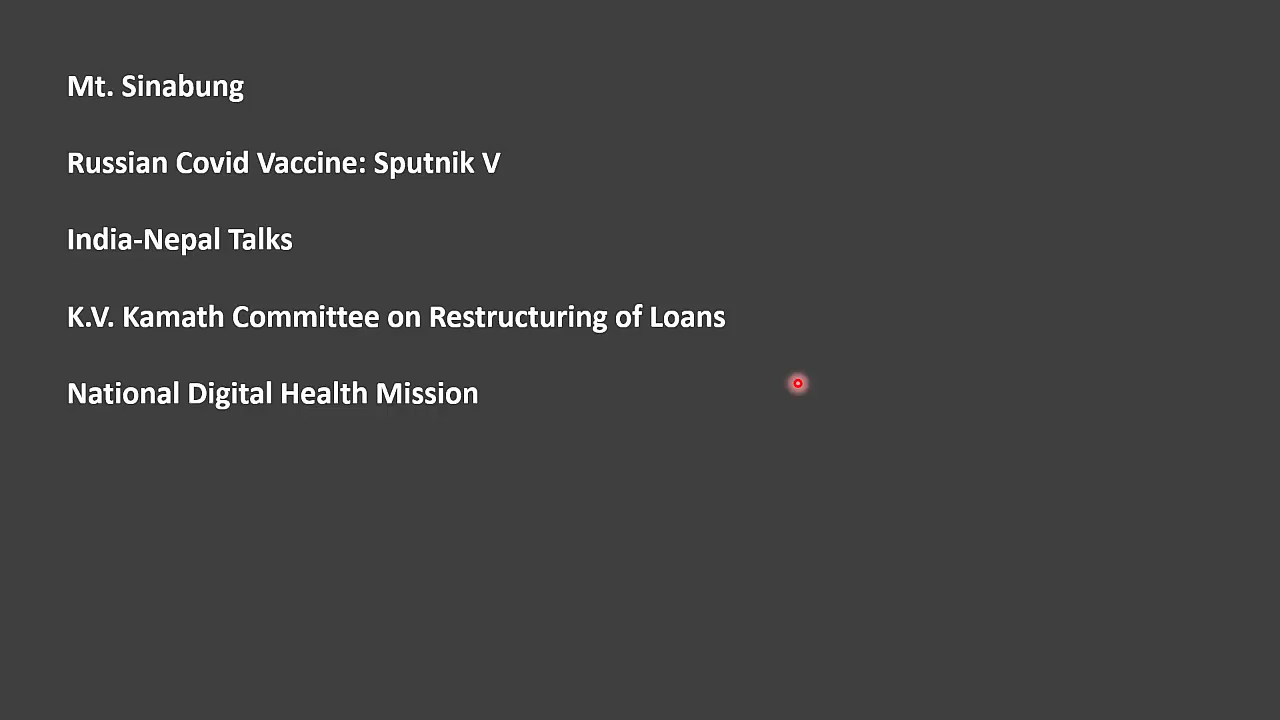 Mt. Sinabung
Russian Covid Vaccine: Sputnik V
India-Nepal Talks
K.V. Kamath Committee on Restructuring of Loans
National Digital Health Mission